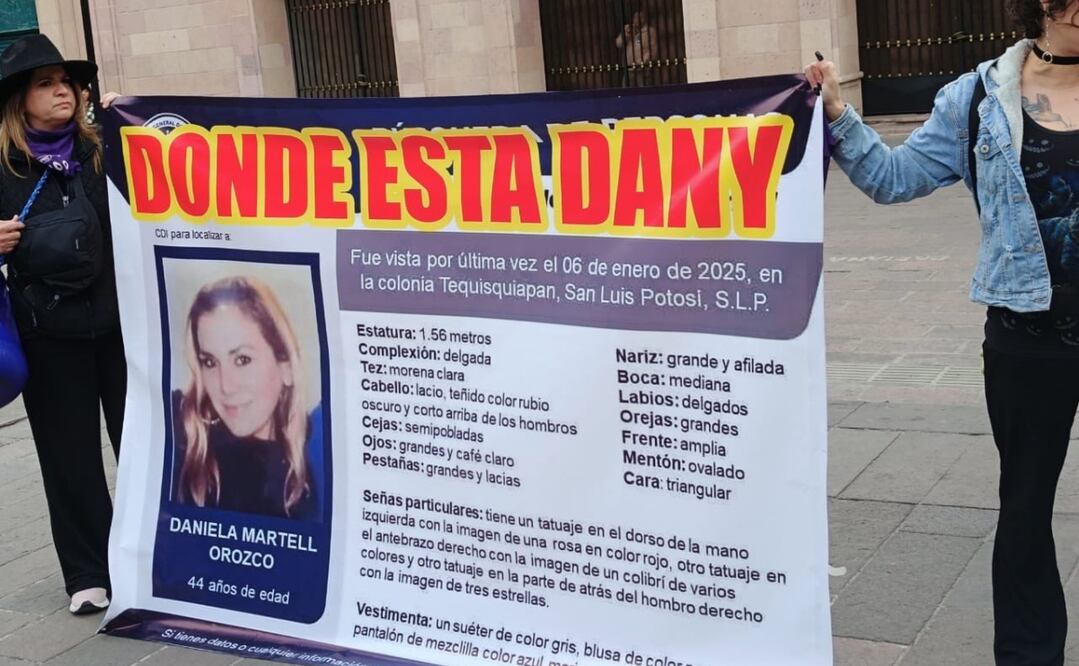 DONDE ESTA DANY
CDI para localizar a:
Fue vista por última vez el 06 de enero de 2025, en
la colonia Tequisquiapan, San Luis Potosí, S.L.P.
DANIELA MARTELL
OROZCO
44 años de edad
Estatura: 1.56 metros
Complexión: delgada
Tez: morena clara
Cabello: lacio, teñido color rubio
oscuro y corto arriba de los hombros
Cejas: semipobladas
Ojos: grandes y café claro
Pestañas: grandes y lacias
Nariz: grande y afilada
Boca: mediana
Labios: delgados
Orejas: grandes
Frente: amplia
Mentón: ovalado
Cara: triangular
Señas particulares: tiene un tatuaje en el dorso de la mano
izquierda con la imagen de una rosa en color rojo, otro tatuaje en
el antebrazo derecho con la imagen de un colibrí de varios
colores y otro tatuaje en la parte de atrás del hombro derecho
con la imagen de tres estrellas.
Vestimenta: un suéter de color gris, blusa de color
pantalón de mezclilla color azul
Si tienes datos o cualquier información